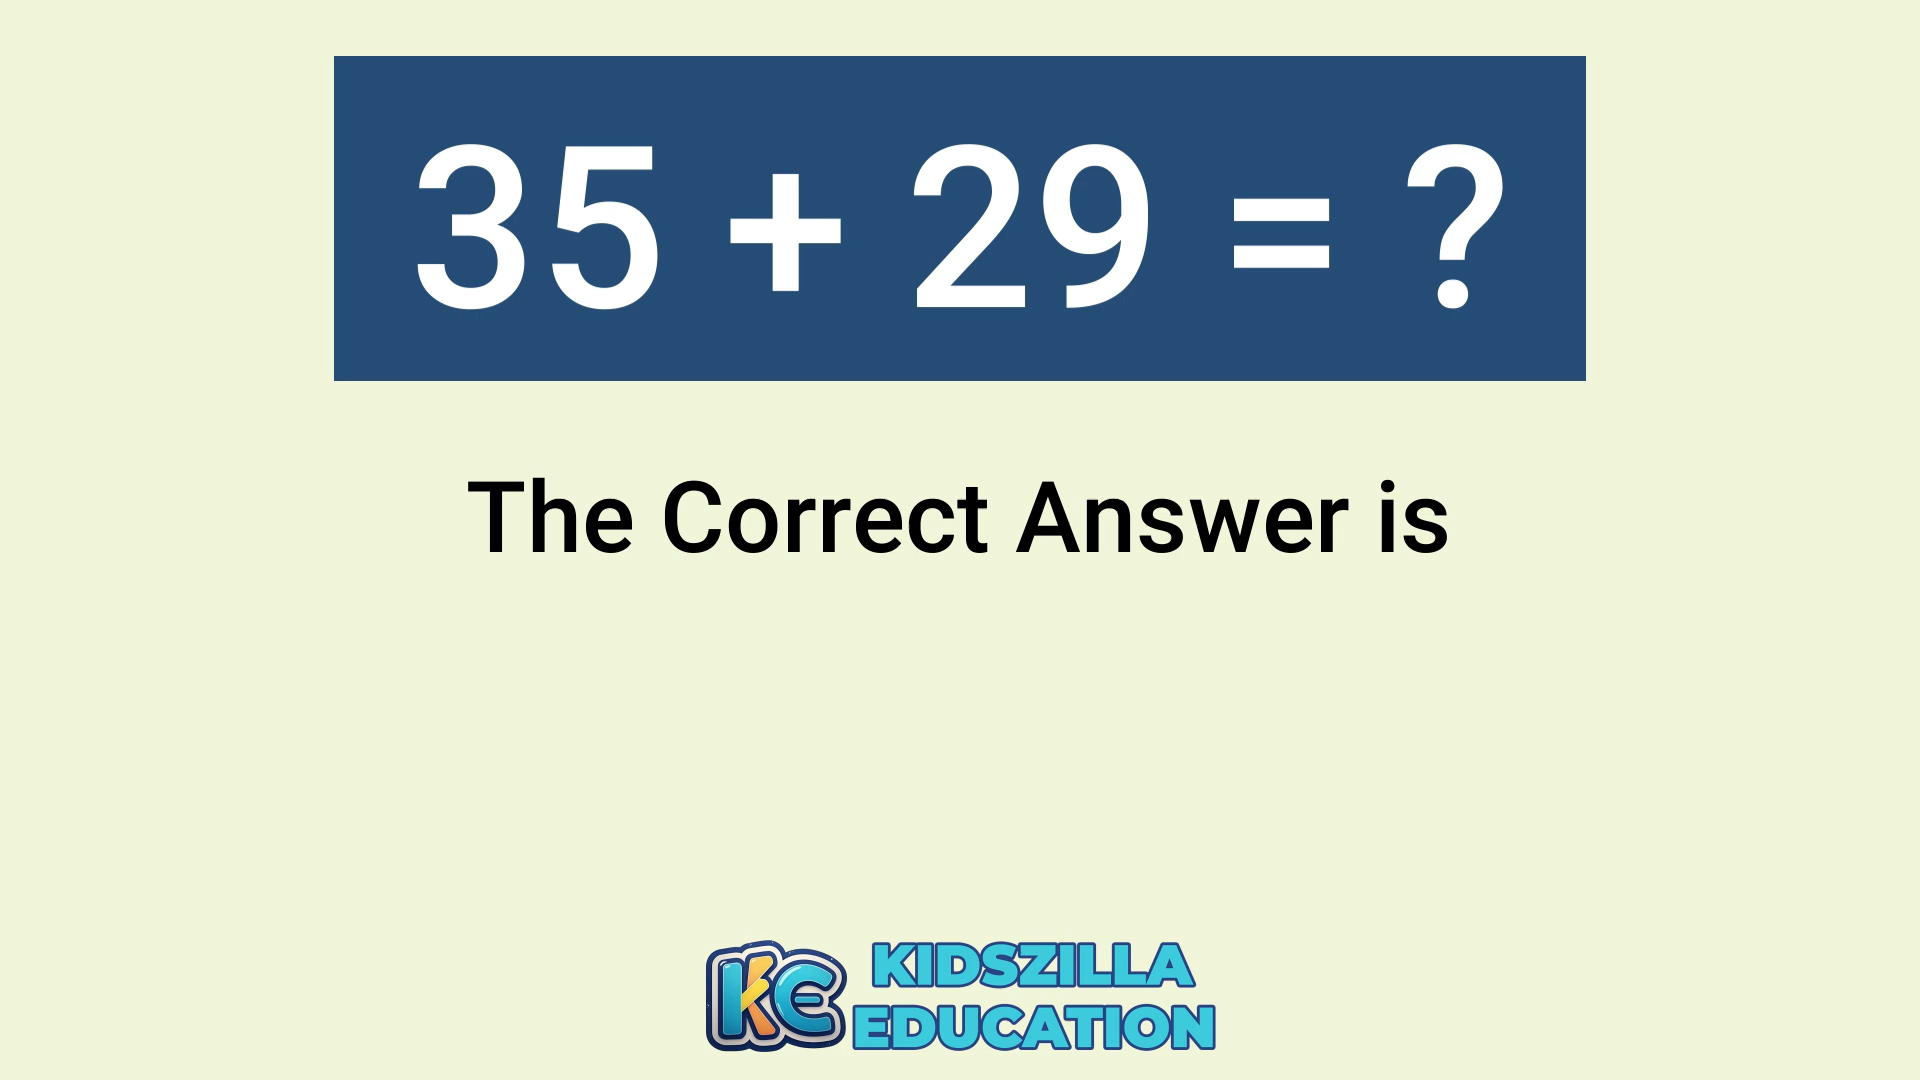 35 + 29 = ?
The Correct Answer is
KE KIDSZILLA
EDUCATION